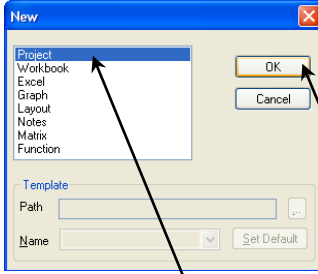 New
Project
Workbook
Excel
Graph
Layout
Notes
Matrix
Function
OK
Cancel
Template
Path
...
Name
Set Default